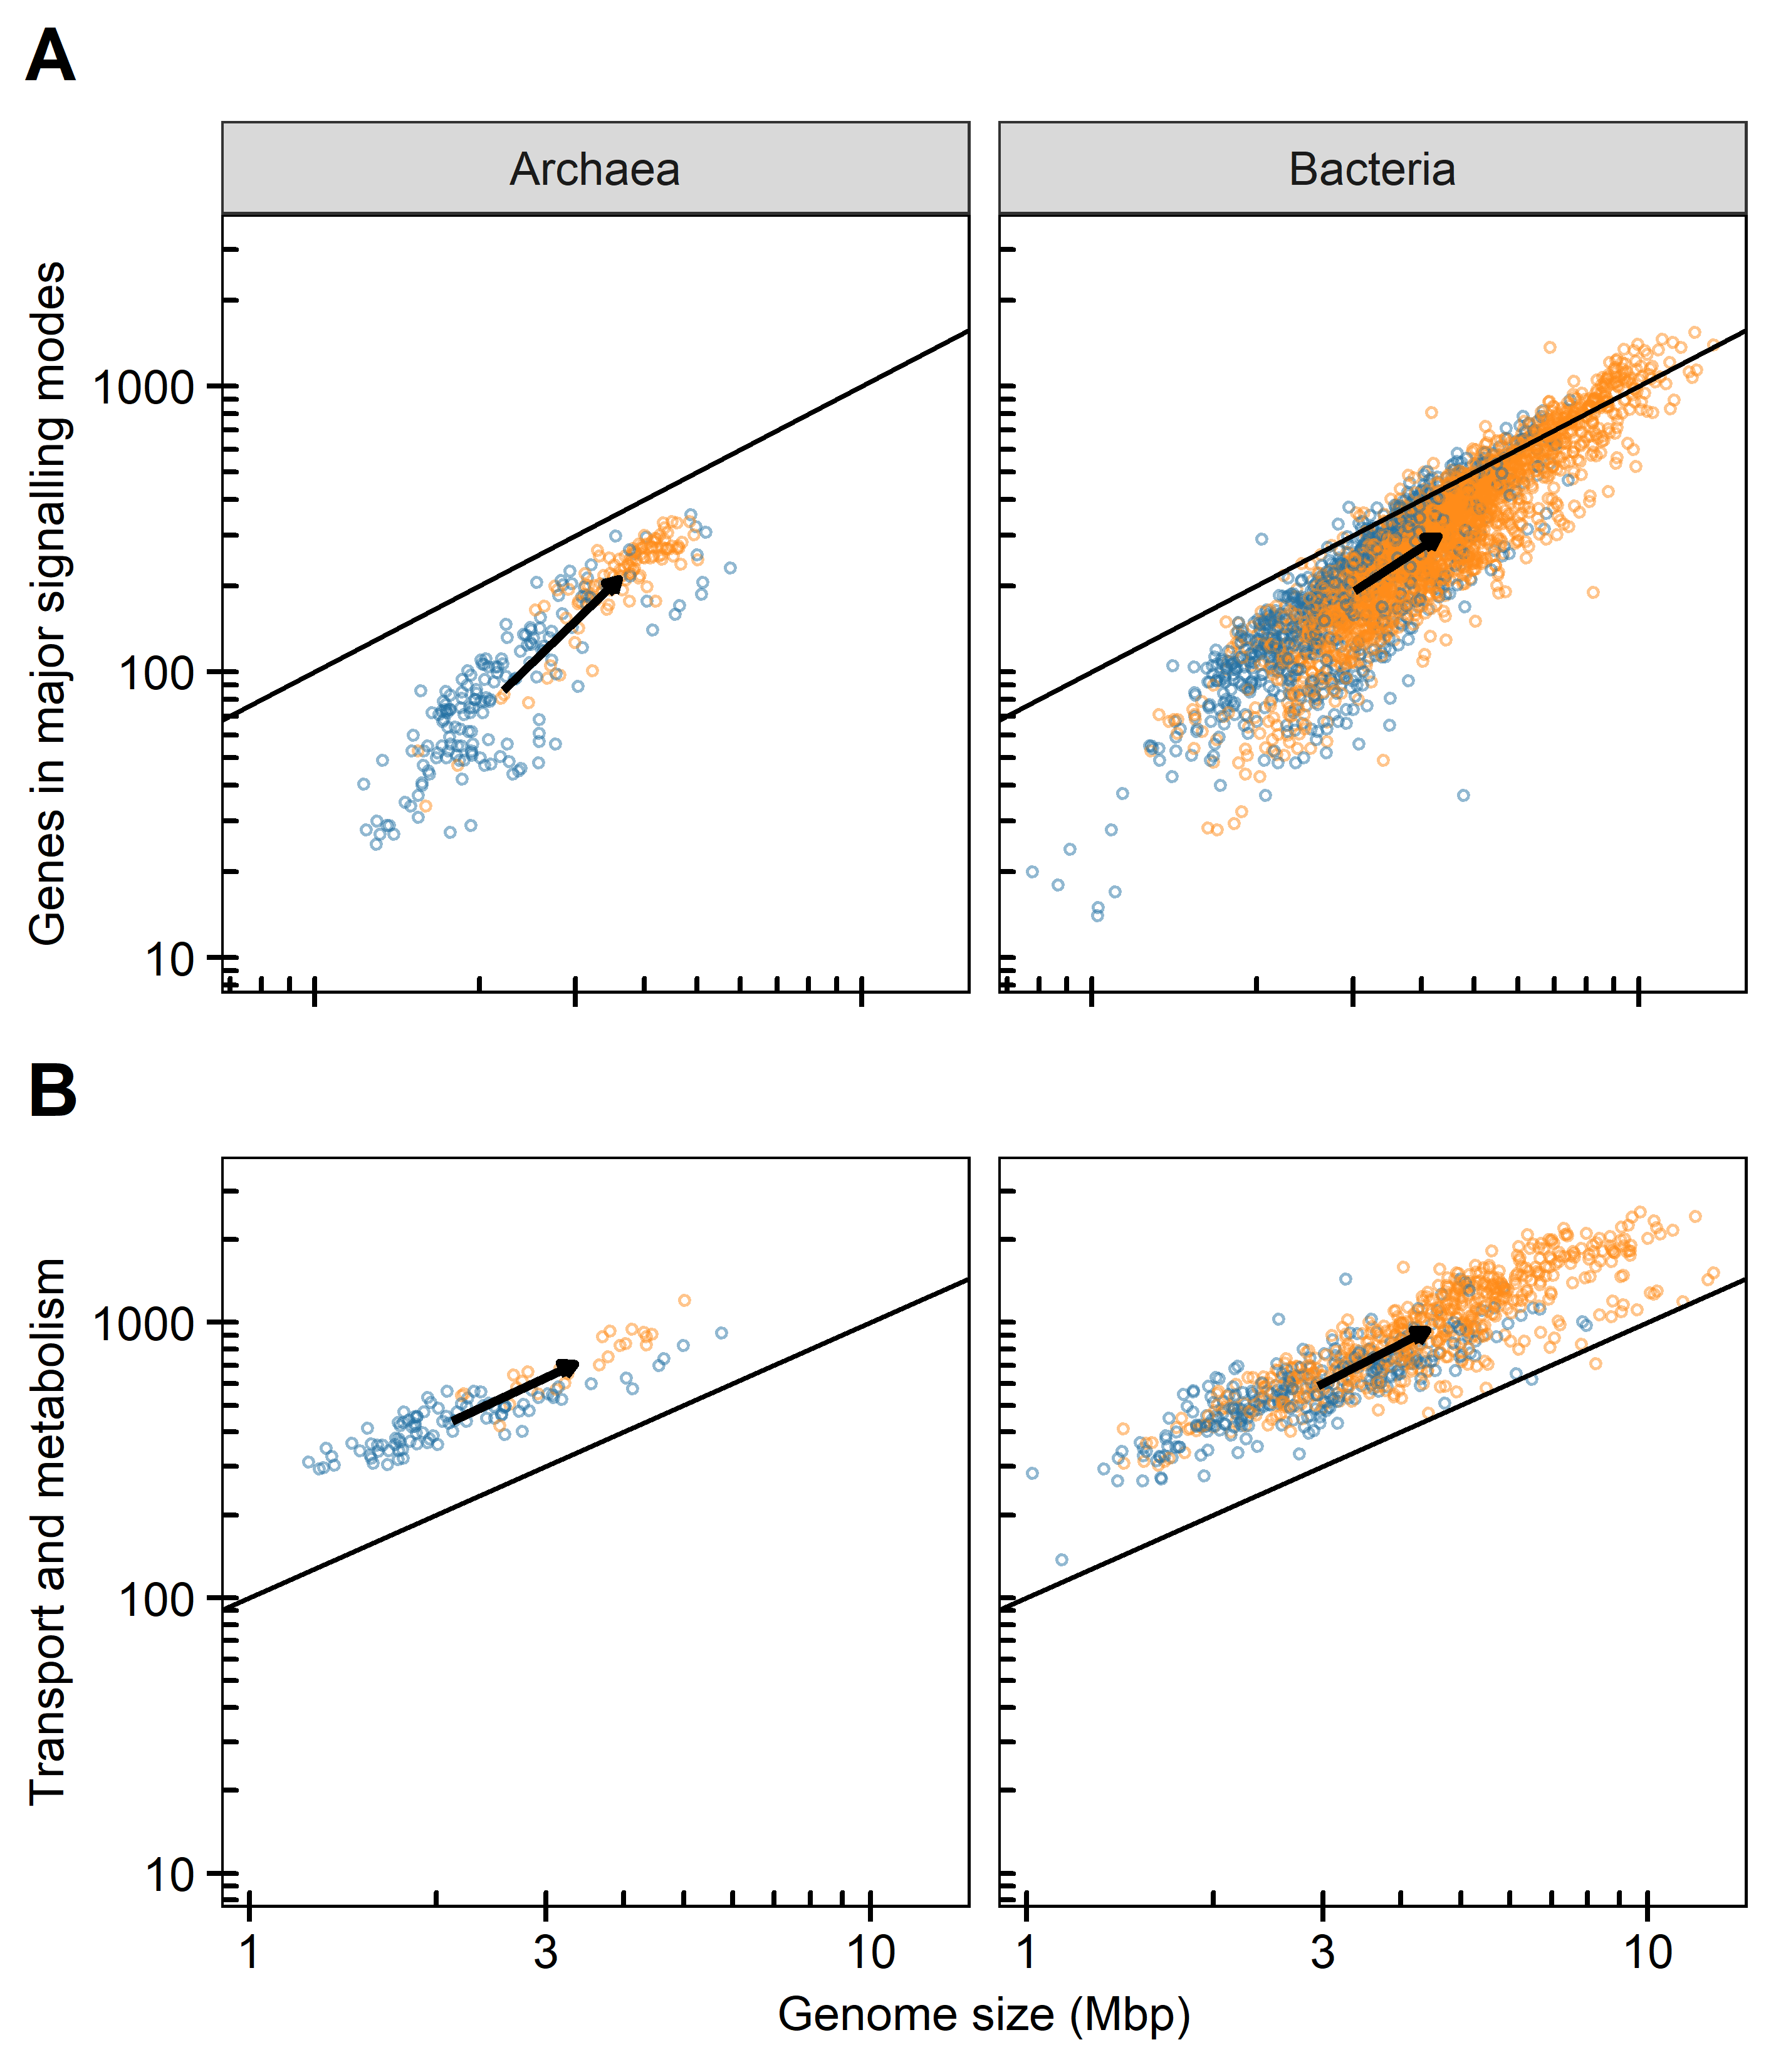 A
Archaea
Bacteria
Genes in major signalling modes
1000
100
10
B
Transport and metabolism
1000
100
10
1
3
10
1
3
10
Genome size (Mbp)